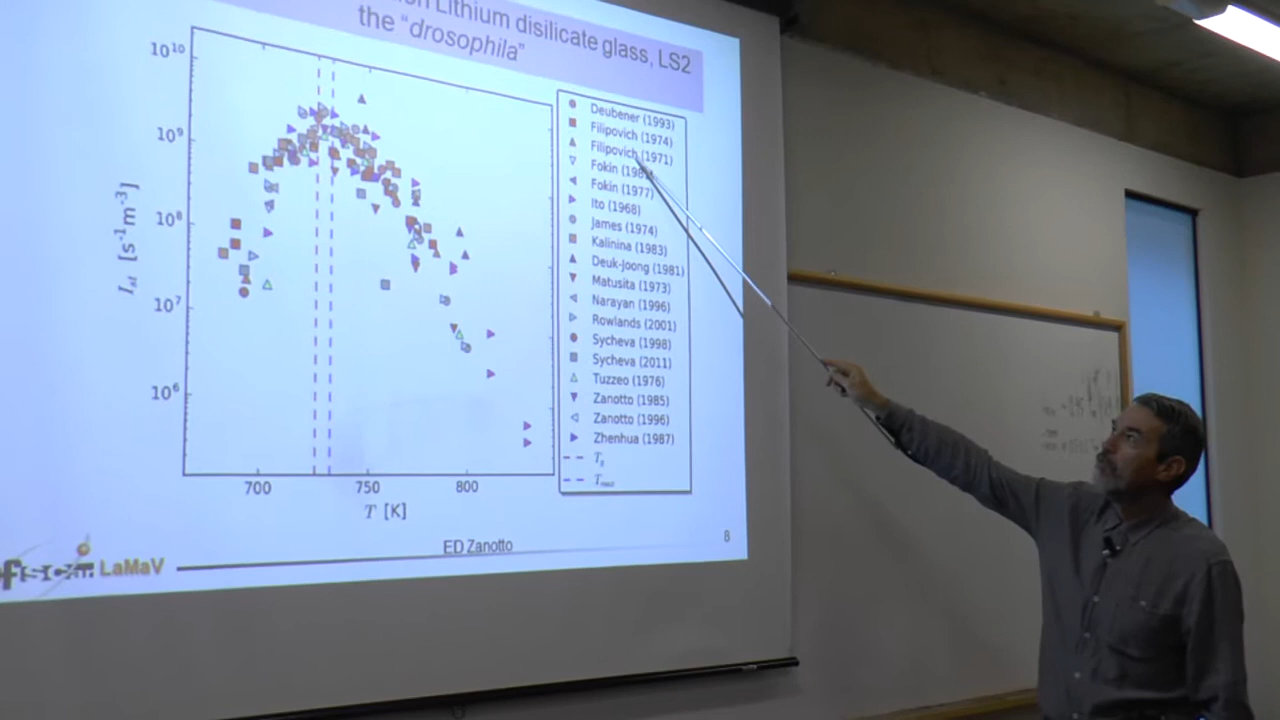 Lithium disilicate glass, LS2
the "drosophila"
10¹⁰
10⁹
10⁸
10⁷
10⁶
I_st [s⁻¹m⁻³]
700
750
800
T [K]
Deubener (1993)
Filipovich (1974)
Filipovich (1971)
Fokin
Fokin (1977)
Ito (1968)
James (1974)
Kalinina (1983)
Deuk-Joong (1981)
Matusita (1973)
Narayan (1996)
Rowlands (2001)
Sycheva (1998)
Sycheva (2011)
Tuzzeo (1976)
Zanotto (1985)
Zanotto (1996)
Zhenhua (1987)
T_g
T_max
LaMaV
ED Zanotto
8